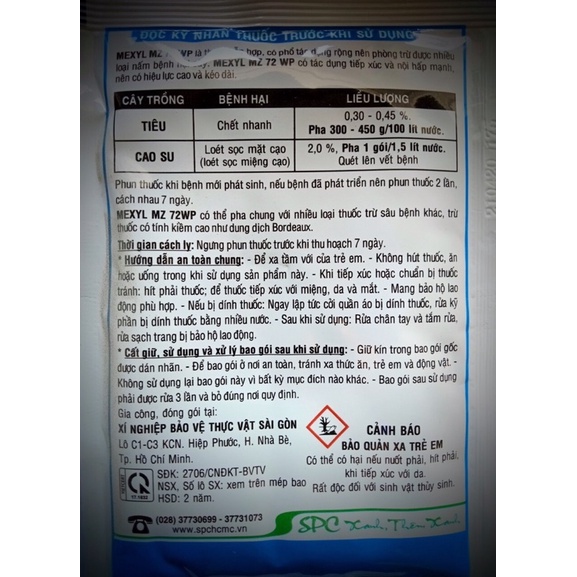 ĐỌC KỸ NHÃN THUỐC TRƯỚC KHI SỬ DỤNG
MEXYL MZ 72WP là hợp, có phổ tác dụng rộng nên phòng trừ được nhiều
loại nấm bệnh MEXYL MZ 72 WP có tác dụng tiếp xúc và nội hấp mạnh,
nên có hiệu lực cao và kéo dài.
CÂY TRỒNG BỆNH HẠI LIỀU LƯỢNG
TIÊU Chết nhanh 0,30 - 0,45 %.
Pha 300 - 450 g/100 lít nước.
CAO SU Loét sọc mặt cạo
(loét sọc miệng cạo)
2,0 %, Pha 1 gói/1,5 lít nước.
Quét lên vết bệnh
Phun thuốc khi bệnh mới phát sinh, nếu bệnh đã phát triển nên phun thuốc 2 lần,
cách nhau 7 ngày.
MEXYL MZ 72WP có thể pha chung với nhiều loại thuốc trừ sâu bệnh khác, trừ
thuốc có tính kiềm cao như dung dịch Bordeaux.
Thời gian cách ly: Ngưng phun thuốc trước khi thu hoạch 7 ngày.
* Hướng dẫn an toàn chung: - Để xa tầm với của trẻ em. - Không hút thuốc, ăn
hoặc uống trong khi sử dụng sản phẩm này. - Khi tiếp xúc hoặc chuẩn bị thuốc
tránh: hít phải thuốc; để thuốc tiếp xúc với miệng, da và mắt. - Mang bảo hộ lao
động phù hợp. - Nếu bị dính thuốc: Ngay lập tức cởi quần áo bị dính thuốc, rửa kỹ
phần bị dính thuốc bằng nhiều nước. - Sau khi sử dụng: Rửa chân tay và tắm rửa,
rửa sạch trang bị bảo hộ lao động.
* Cất giữ, sử dụng và xử lý bao gói sau khi sử dụng: - Giữ kín trong bao gói gốc
được dán nhãn. - Để bao gói ở nơi an toàn, tránh xa thức ăn, trẻ em và động vật. -
Không sử dụng lại bao gói này vì bất kỳ mục đích nào khác. - Bao gói sau sử dụng
phải được rửa 3 lần và bỏ đúng nơi quy định.
Gia công, đóng gói tại:
XÍ NGHIỆP BẢO VỆ THỰC VẬT SÀI GÒN
Lô C1-C3 KCN. Hiệp Phước, H. Nhà Bè,
Tp. Hồ Chí Minh.
SĐK: 2706/CNĐKT-BVTV
NSX, Số lô SX: xem trên mép bao
HSD: 2 năm.
(028) 37730699 - 37731073
www.spchcmc.vn
CẢNH BÁO
BẢO QUẢN XA TRẺ EM
Có thể có hại nếu nuốt phải, hít phải,
khi tiếp xúc với da.
Rất độc đối với sinh vật thủy sinh.
SPC Xanh, Thêm Xanh